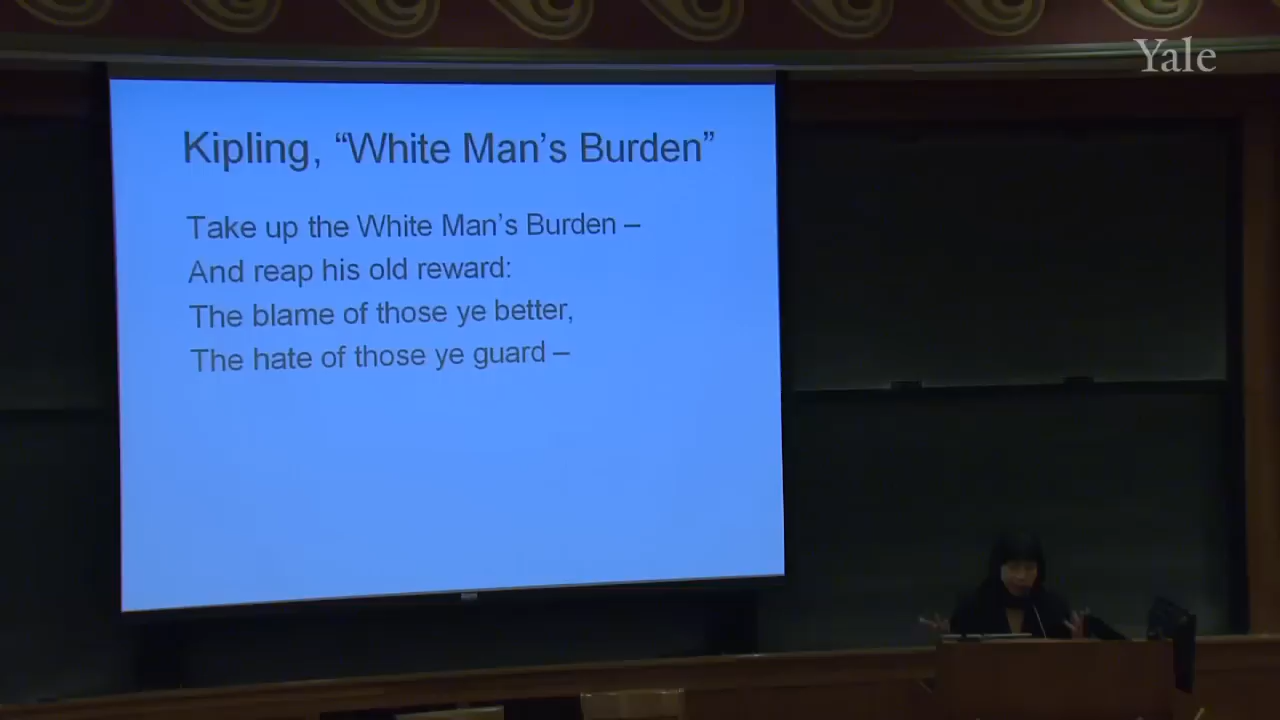 Yale
Kipling, “White Man’s Burden”
Take up the White Man’s Burden –
And reap his old reward:
The blame of those ye better,
The hate of those ye guard –